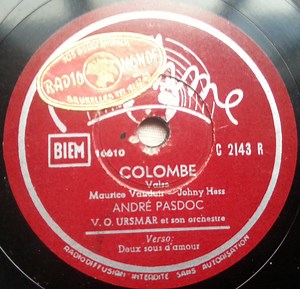 RADIO MONDE
BRUXELLES
BIEM
16610
C 2143 R
COLOMBE
Valse
Maurice Vandair - Johny Hess
ANDRÉ PASDOC
V. O. URSMAR et son orchestre
Verso:
Deux sous d'amour
RADIODIFFUSION INTERDITE SANS AUTORISATION